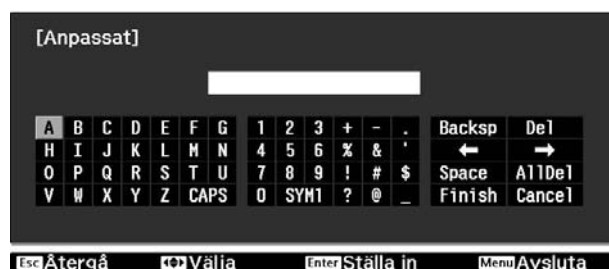 [Anpassat]
A B C D E F G 1 2 3 + - . Backsp Del
H I J K L M N 4 5 6 % & ' ← →
O P Q R S T U 7 8 9 ! # $ Space AllDel
V W X Y Z CAPS 0 SYM1 ? @ _ Finish Cancel
Esc Återgå Välja Enter Ställa in Menu Avsluta